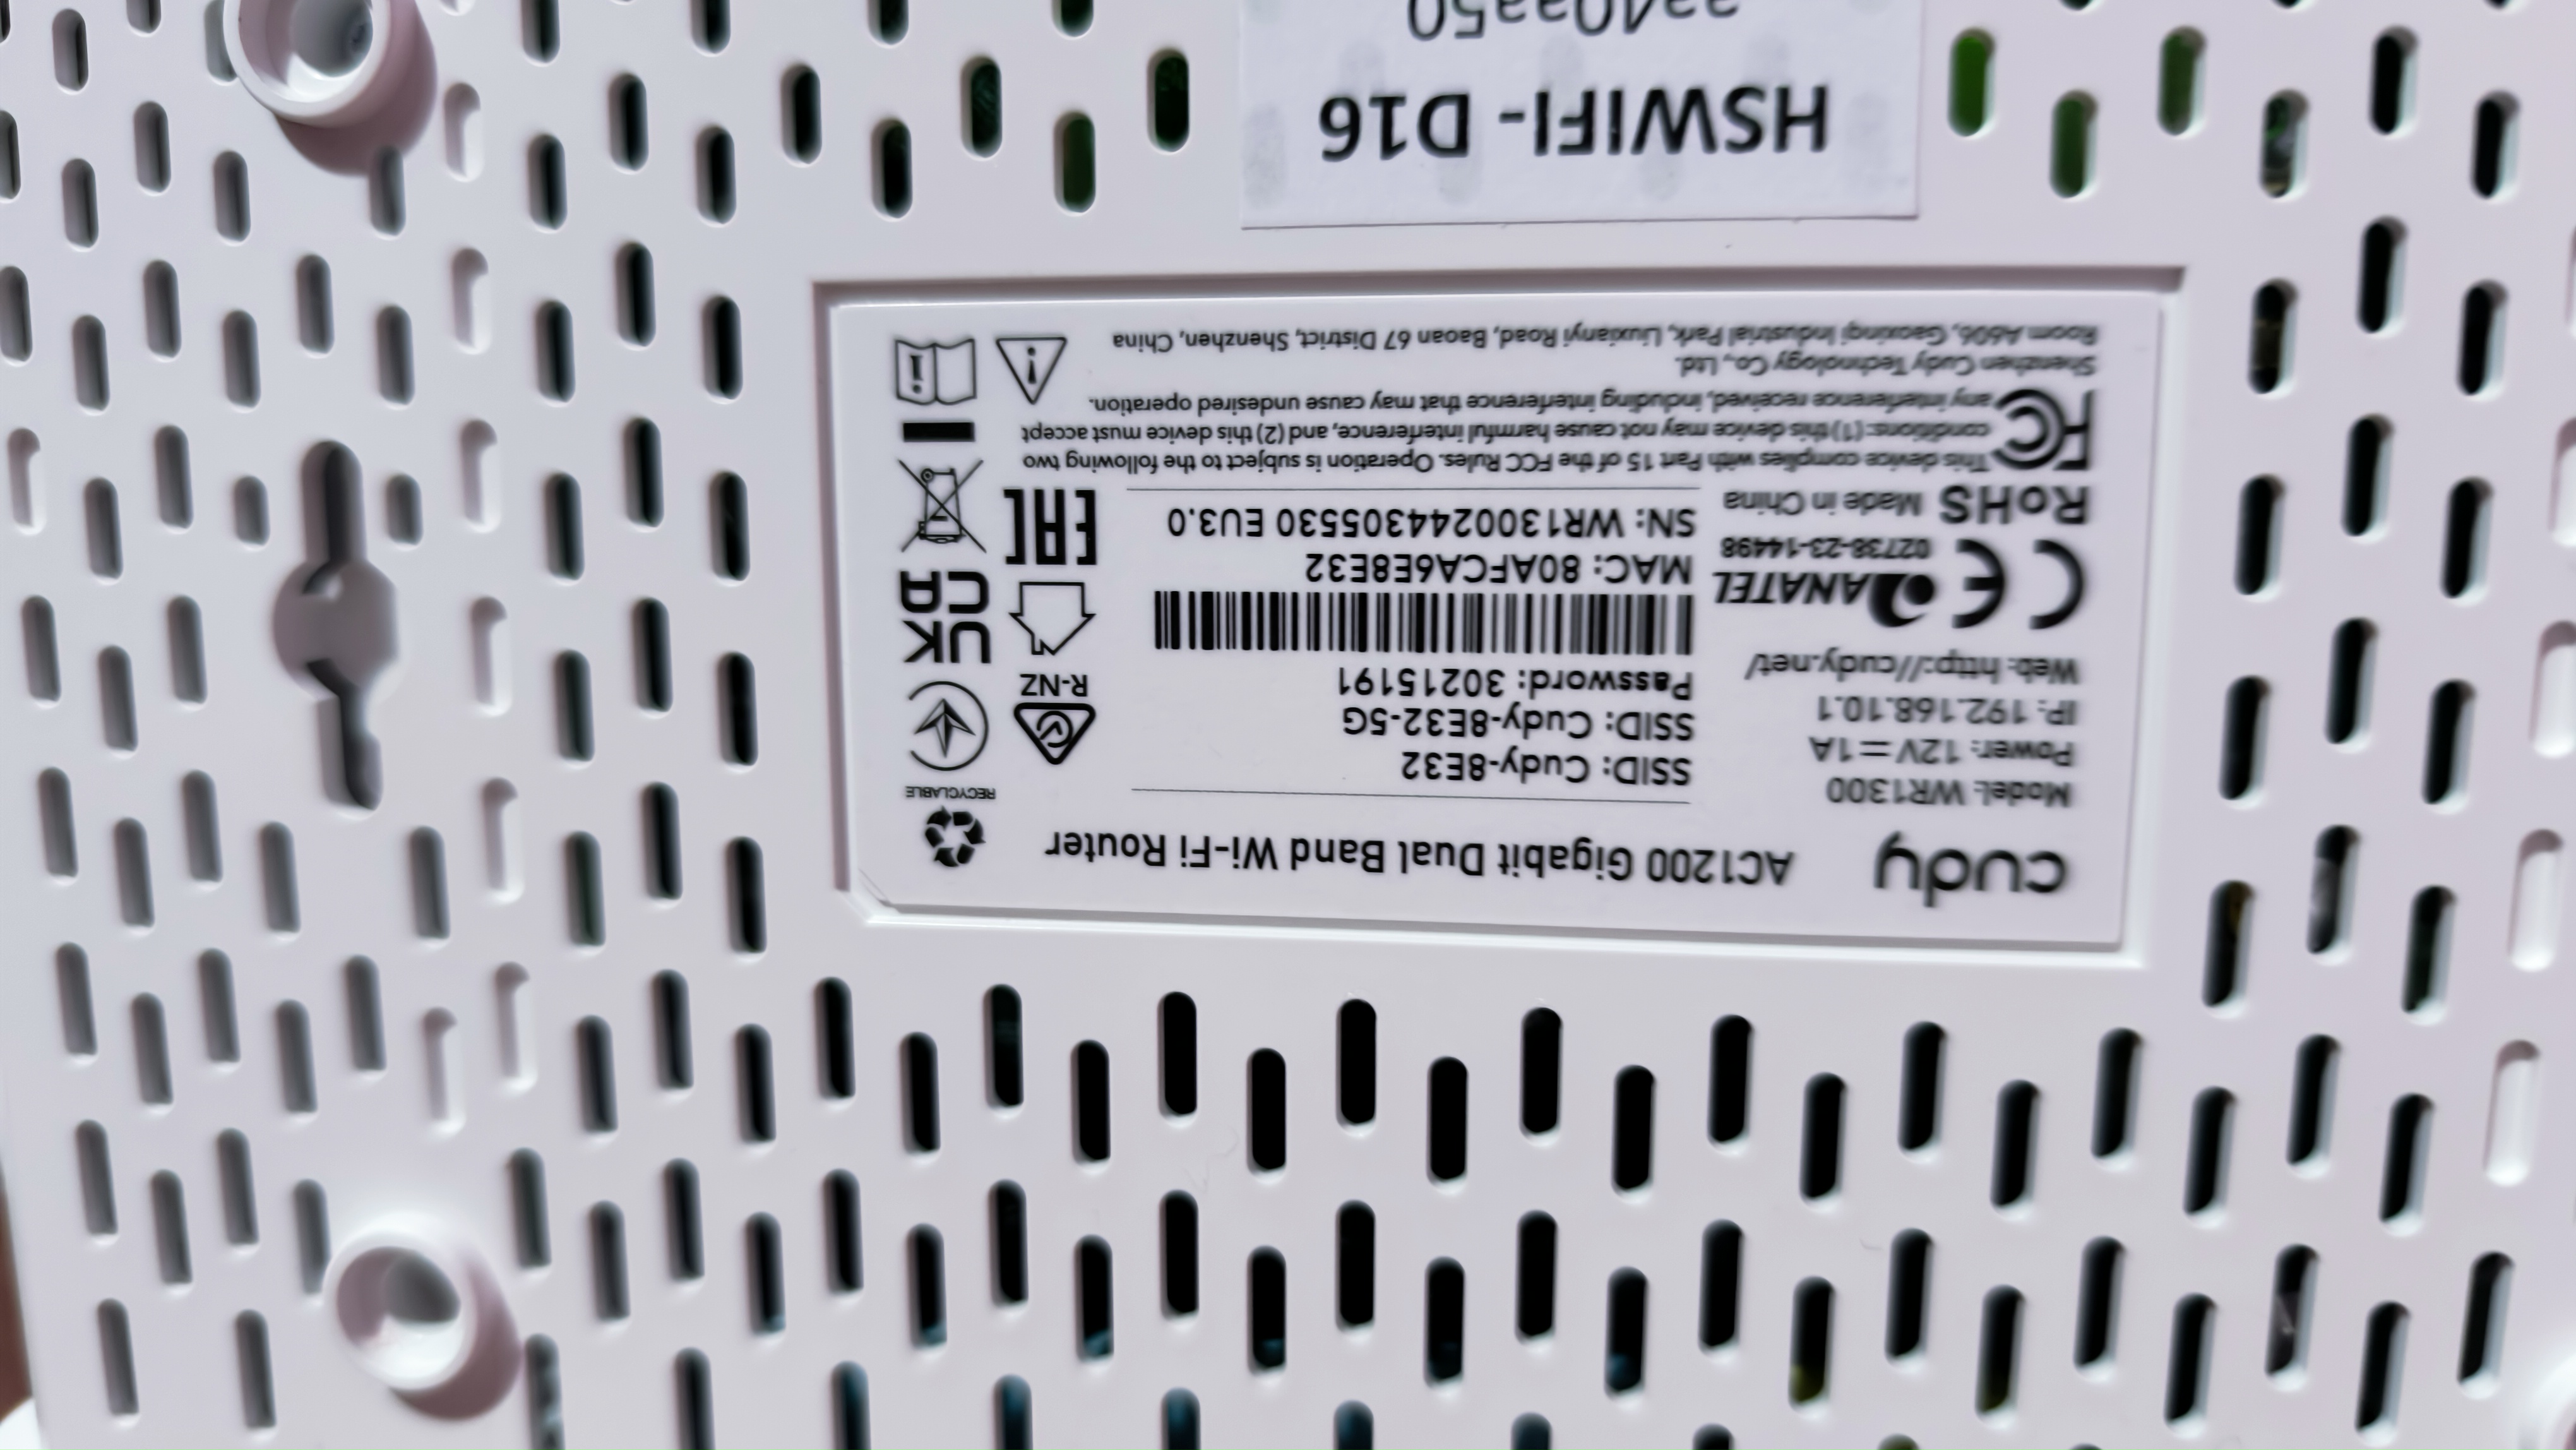 cudy
AC1200 Gigabit Dual Band Wi-Fi Router
Model: WR1300
Power: 12V⎓1A
IP: 192.168.10.1
Web: http://cudy.net/
SSID: Cudy-8E32
SSID: Cudy-8E32-5G
Password: 30215191
MAC: 80AFCA6E8E32
SN: WR1300244305530 EU3.0
CE
ANATEL
02738-23-14498
RoHS Made in China
FC
This device complies with Part 15 of the FCC Rules. Operation is subject to the following two
conditions: (1) this device may not cause harmful interference, and (2) this device must accept
any interference received, including interference that may cause undesired operation.
Shenzhen Cudy Technology Co., Ltd.
Room A606, Gaoxinqi Industrial Park, Liuxianyi Road, Baoan 67 District, Shenzhen, China
RECYCLABLE
R-NZ
UK
CA
EAC
HSWIFI- D16